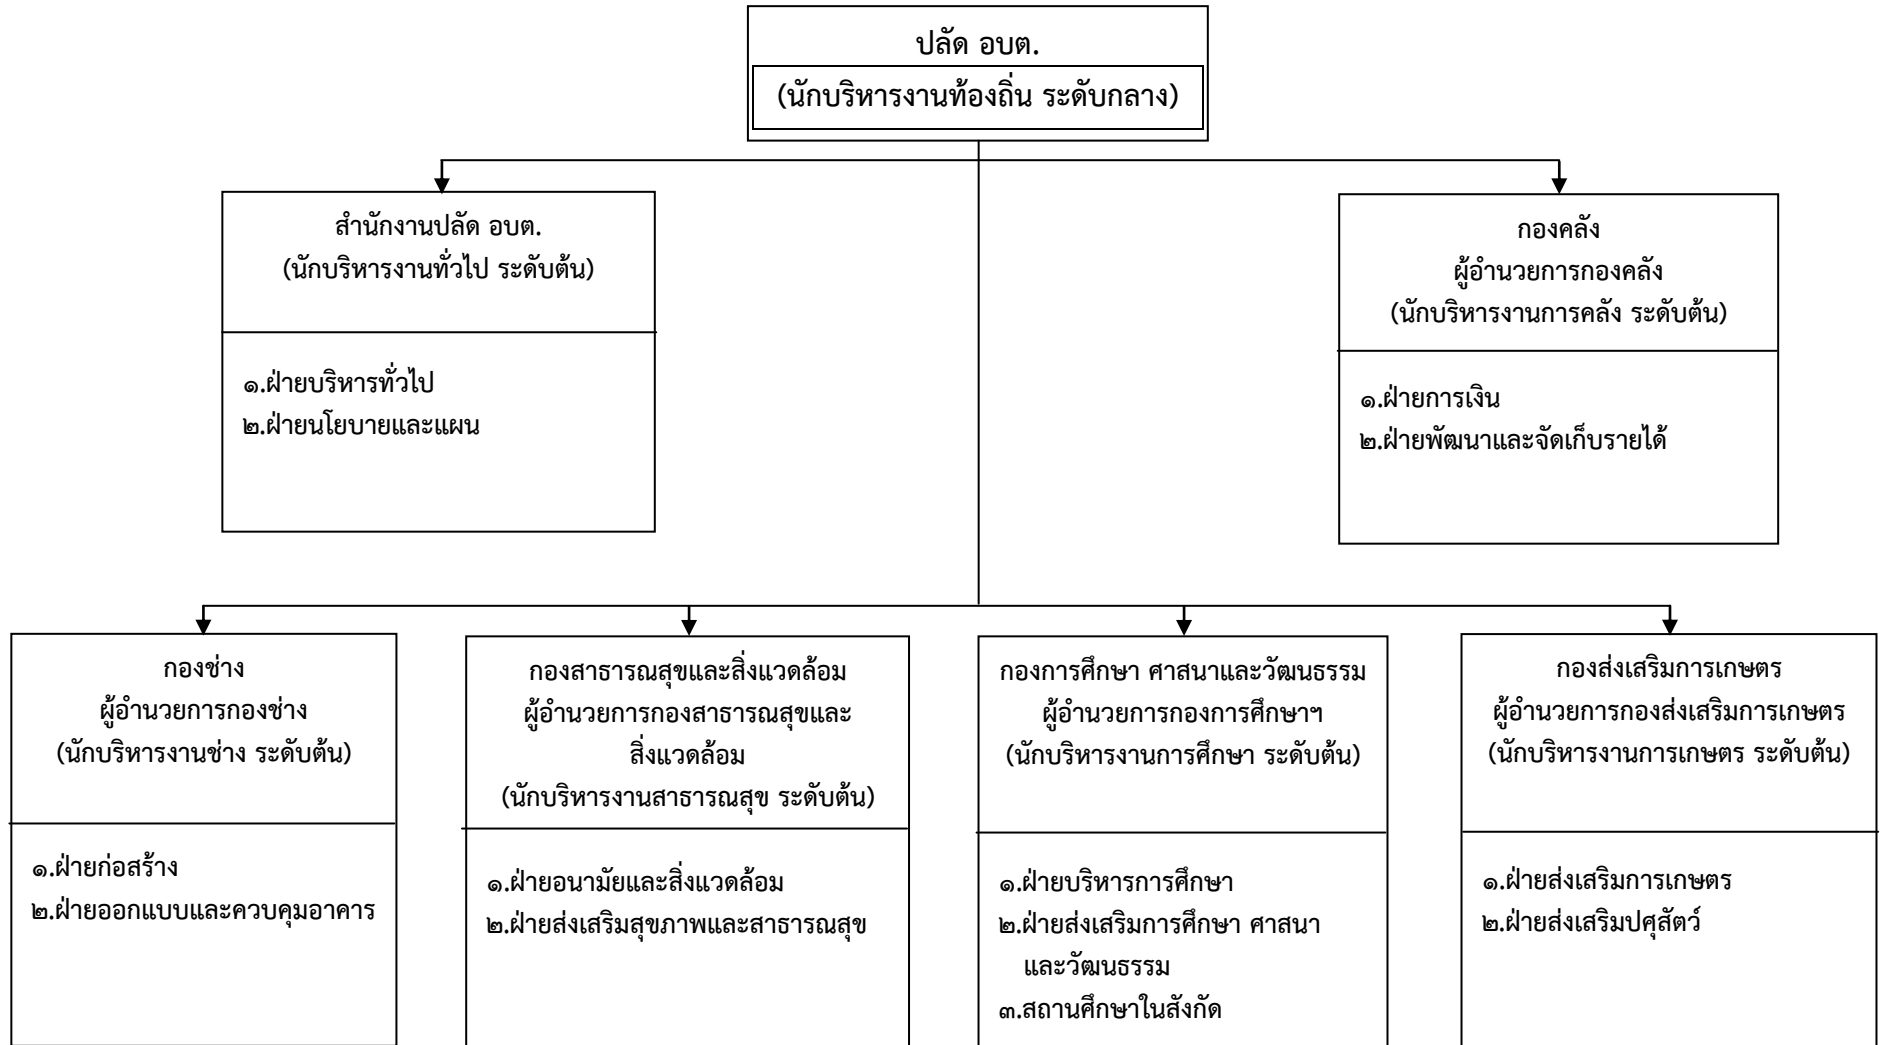 ปลัด อบต.
(นักบริหารงานท้องถิ่น ระดับกลาง)
สำนักงานปลัด อบต.
(นักบริหารงานทั่วไป ระดับต้น)
๑.ฝ่ายบริหารทั่วไป
๒.ฝ่ายนโยบายและแผน
กองคลัง
ผู้อำนวยการกองคลัง
(นักบริหารงานการคลัง ระดับต้น)
๑.ฝ่ายการเงิน
๒.ฝ่ายพัฒนาและจัดเก็บรายได้
กองช่าง
ผู้อำนวยการกองช่าง
(นักบริหารงานช่าง ระดับต้น)
๑.ฝ่ายก่อสร้าง
๒.ฝ่ายออกแบบและควบคุมอาคาร
กองสาธารณสุขและสิ่งแวดล้อม
ผู้อำนวยการกองสาธารณสุขและ
สิ่งแวดล้อม
(นักบริหารงานสาธารณสุข ระดับต้น)
๑.ฝ่ายอนามัยและสิ่งแวดล้อม
๒.ฝ่ายส่งเสริมสุขภาพและสาธารณสุข
กองการศึกษา ศาสนาและวัฒนธรรม
ผู้อำนวยการกองการศึกษาฯ
(นักบริหารงานการศึกษา ระดับต้น)
๑.ฝ่ายบริหารการศึกษา
๒.ฝ่ายส่งเสริมการศึกษา ศาสนา
และวัฒนธรรม
๓.สถานศึกษาในสังกัด
กองส่งเสริมการเกษตร
ผู้อำนวยการกองส่งเสริมการเกษตร
(นักบริหารงานการเกษตร ระดับต้น)
๑.ฝ่ายส่งเสริมการเกษตร
๒.ฝ่ายส่งเสริมปศุสัตว์